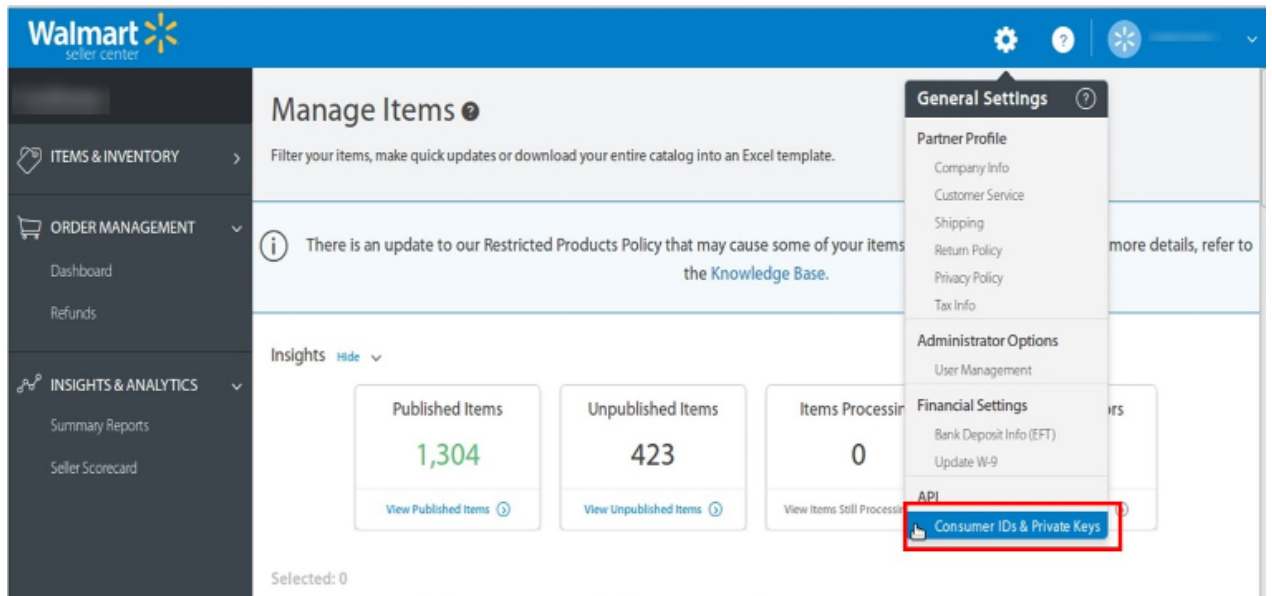 Walmart
seller center
ITEMS & INVENTORY
ORDER MANAGEMENT
Dashboard
Refunds
INSIGHTS & ANALYTICS
Summary Reports
Seller Scorecard
Manage Items
Filter your items, make quick updates or download your entire catalog into an Excel template.
There is an update to our Restricted Products Policy that may cause some of your items more details, refer to
the Knowledge Base.
Insights Hide
Published Items
1,304
View Published Items
Unpublished Items
423
View Unpublished Items
Items Processin
0
View Items Still Processin
rs
Selected: 0
General Settings
Partner Profile
Company Info
Customer Service
Shipping
Return Policy
Privacy Policy
Tax Info
Administrator Options
User Management
Financial Settings
Bank Deposit Info (EFT)
Update W-9
API
Consumer IDs & Private Keys